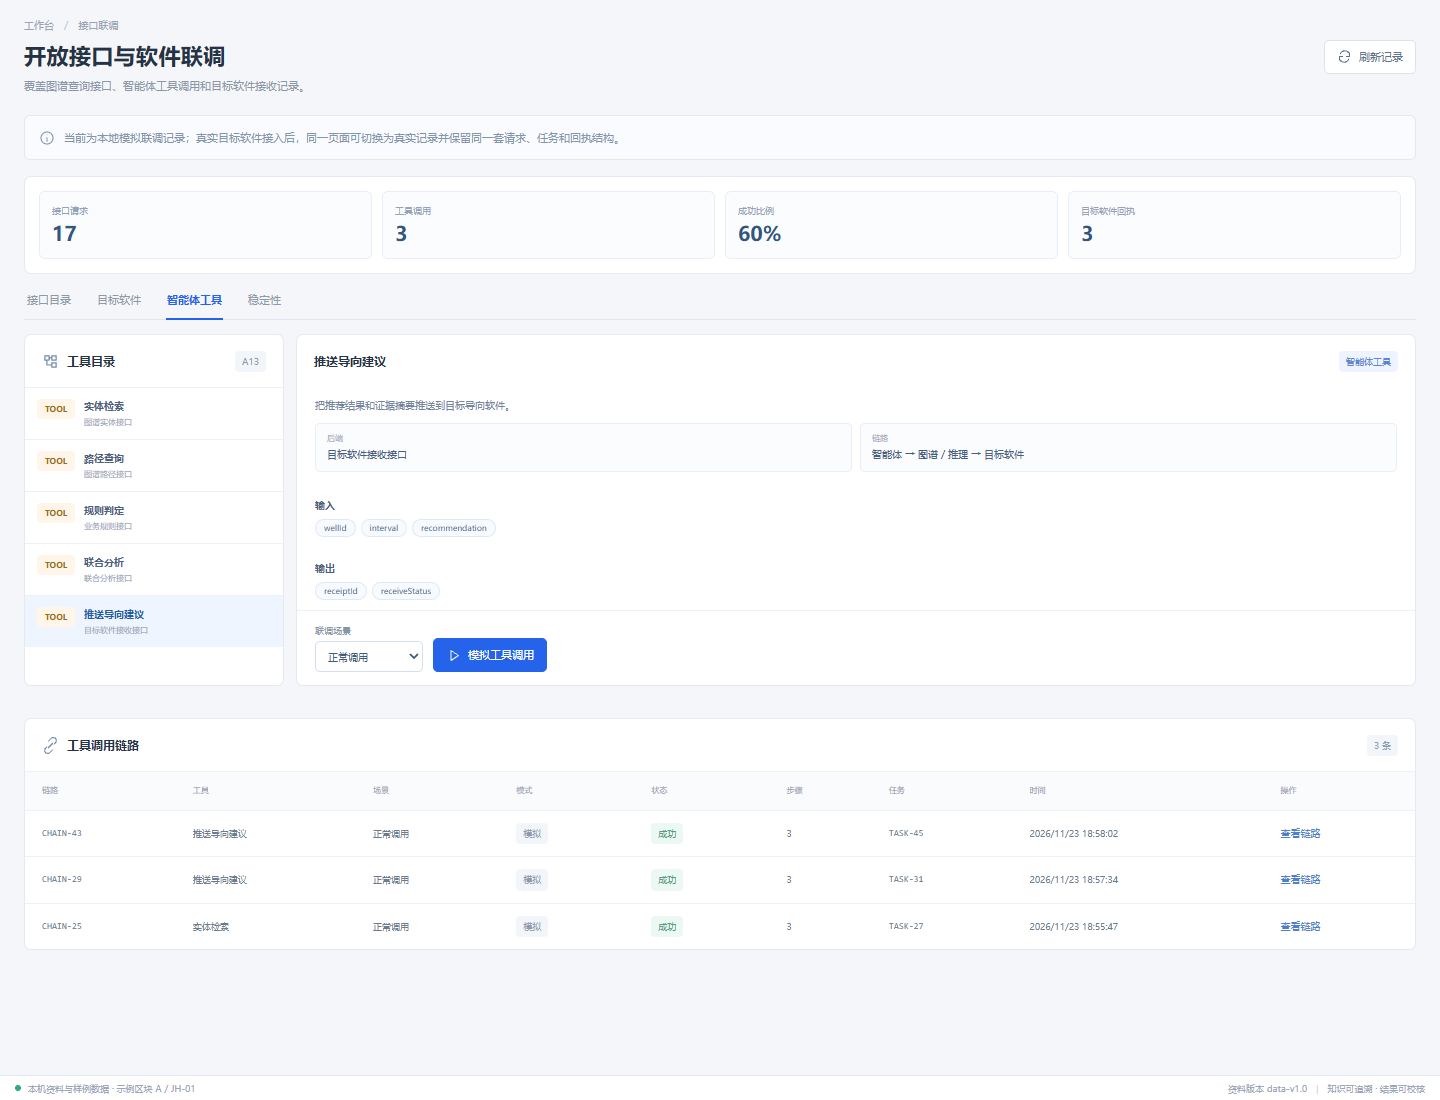 工作台 / 接口联调
开放接口与软件联调
刷新记录
覆盖图谱查询接口、智能体工具调用和目标软件接收记录。
当前为本地模拟联调记录；真实目标软件接入后，同一页面可切换为真实记录并保留同一套请求、任务和回执结构。
接口请求
17
工具调用
3
成功比例
60%
目标软件回执
3
接口目录 目标软件 智能体工具 稳定性
工具目录 A13
TOOL 实体检索
图谱实体接口
TOOL 路径查询
图谱路径接口
TOOL 规则判定
业务规则接口
TOOL 联合分析
联合分析接口
TOOL 推送导向建议
目标软件接收接口
推送导向建议 智能体工具
把推荐结果和证据摘要推送到目标导向软件。
后端
目标软件接收接口
链路
智能体 → 图谱 / 推理 → 目标软件
输入
wellId interval recommendation
输出
receiptId receiveStatus
联调场景
正常调用 模拟工具调用
工具调用链路 3 条
链路 工具 场景 模式 状态 步骤 任务 时间 操作
CHAIN-43 推送导向建议 正常调用 模拟 成功 3 TASK-45 2026/11/23 18:58:02 查看链路
CHAIN-29 推送导向建议 正常调用 模拟 成功 3 TASK-31 2026/11/23 18:57:34 查看链路
CHAIN-25 实体检索 正常调用 模拟 成功 3 TASK-27 2026/11/23 18:55:47 查看链路
本机资料与样例数据 · 示例区块 A / JH-01
资料版本 data-v1.0 | 知识可追溯 · 结果可校核